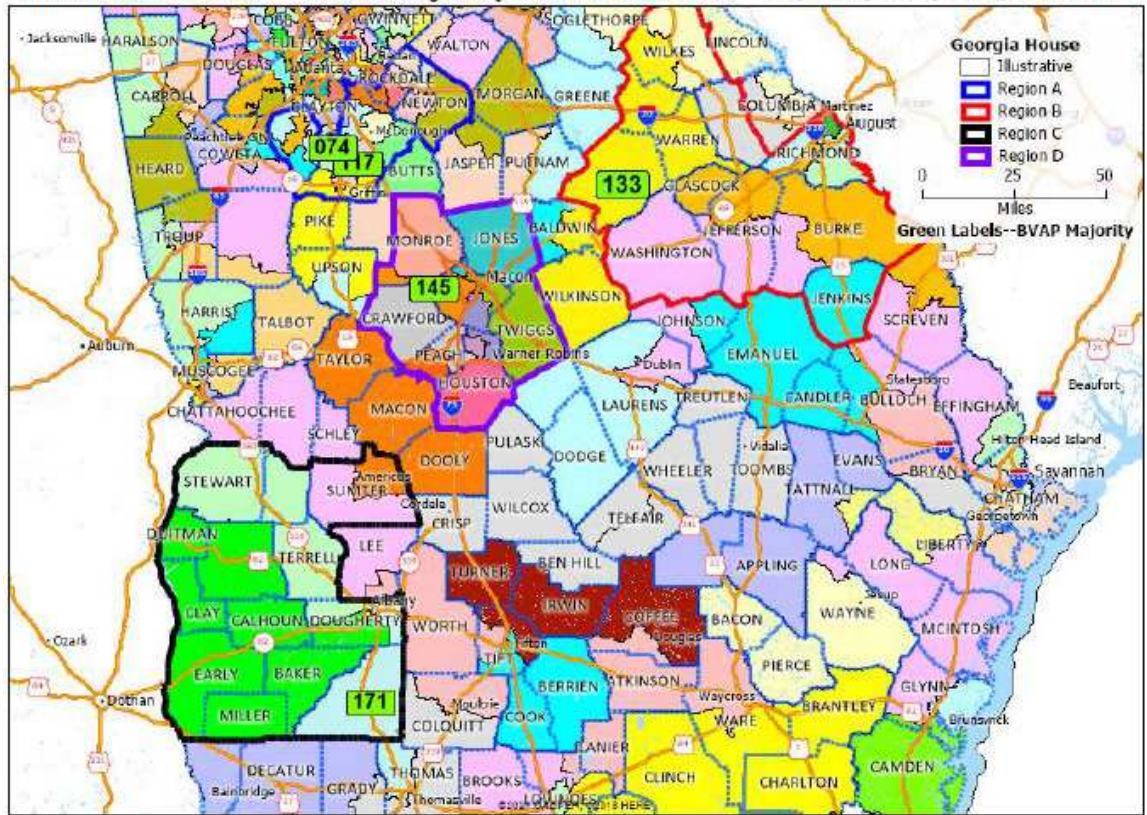 Georgia House
Illustrative
Region A
Region B
Region C
Region D
0 25 50
Miles
Green Labels--BVAP Majority
Jacksonville
HARALSON
COBB
GWINNETT
OGLETHORPE
WILKES
LINCOLN
DOUGLAS
FULTON
WALTON
Atlanta
ROCKDALE
CARROLL
CLAYTON
NEWTON
MORGAN
GREENE
COLUMBIA
Martinez
August
Peachtree City
McDonough
WARREN
RICHMOND
COWETA
074
117
HEARD
BUTTS
JASPER
PUTNAM
133
GLASCOCK
Griffin
PIKE
TROUP
MONROE
JONES
BALDWIN
WASHINGTON
JEFFERSON
BURKE
UPSON
Macon
145
WILKINSON
JENKINS
HARRIS
TALBOT
CRAWFORD
TWIGGS
JOHNSON
SCREVEN
Auburn
TAYLOR
PEACH
Warner Robins
EMANUEL
MUSCOGEE
HOUSTON
Dublin
Statesboro
Beaufort
CHATTAHOOCHEE
MACON
LAURENS
TREUTLEN
CANDLER
BULLOCH
EFFINGHAM
SCHLEY
DOOLY
PULASKI
DODGE
Vidalia
Hilton Head Island
STEWART
WHEELER
TOOMBS
EVANS
BRYAN
Savannah
Americus
SUMTER
TATTNALL
CHATHAM
Cordele
WILCOX
TELFAIR
Georgetown
QUITMAN
CRISP
LIBERTY
TERRELL
LEE
BEN HILL
APPLING
LONG
TURNER
Albany
IRWIN
COFFEE
Jesup
CLAY
CALHOUN
DOUGHERTY
WORTH
BACON
WAYNE
MCINTOSH
Ozark
Tifton
Douglas
TIFT
PIERCE
EARLY
BAKER
BERRIEN
ATKINSON
GLYNN
Dothan
171
Moultrie
Waycross
MILLER
COOK
WARE
BRANTLEY
Brunswick
COLQUITT
LANIER
DECATUR
THOMAS
CLINCH
CAMDEN
Bainbridge
GRADY
BROOKS
CHARLTON
Thomasville
LOWNDES